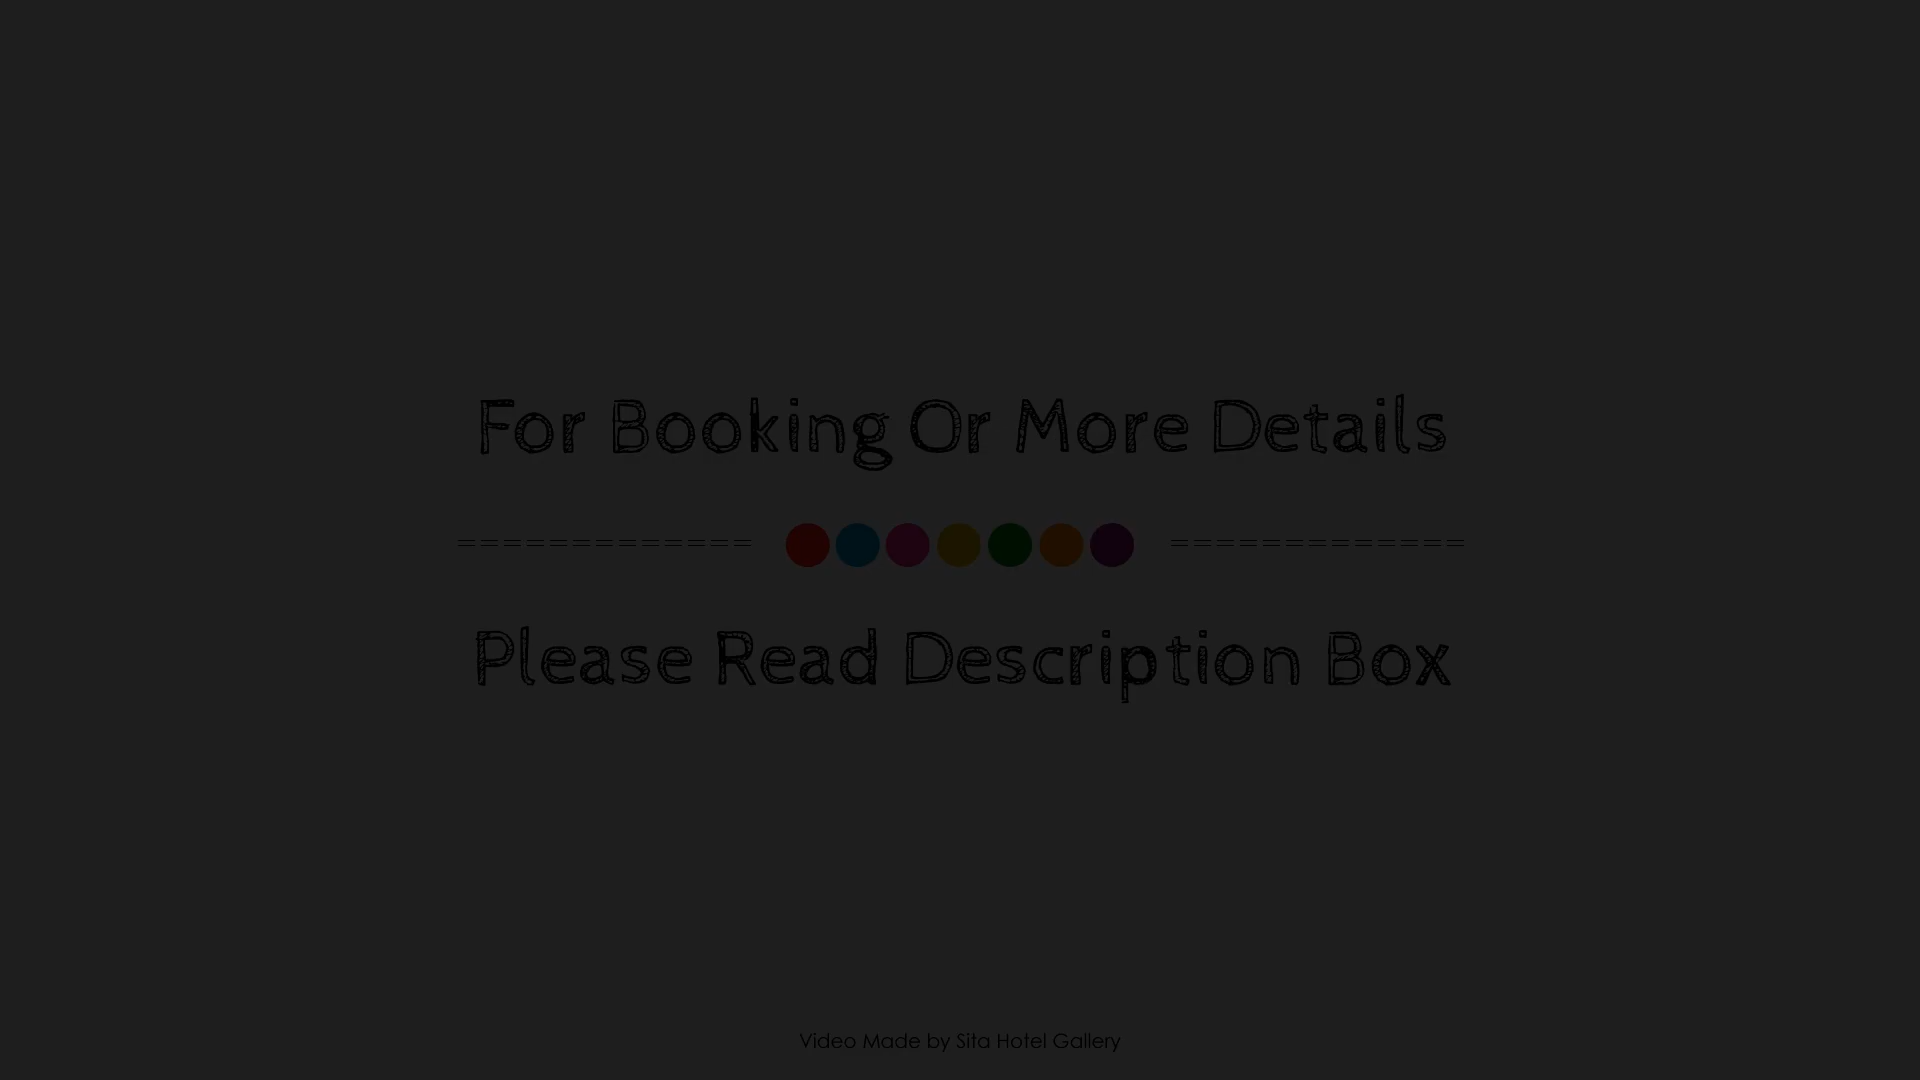 For Booking Or More Details
============= =============
Please Read Description Box
Video Made by Sita Hotel Gallery